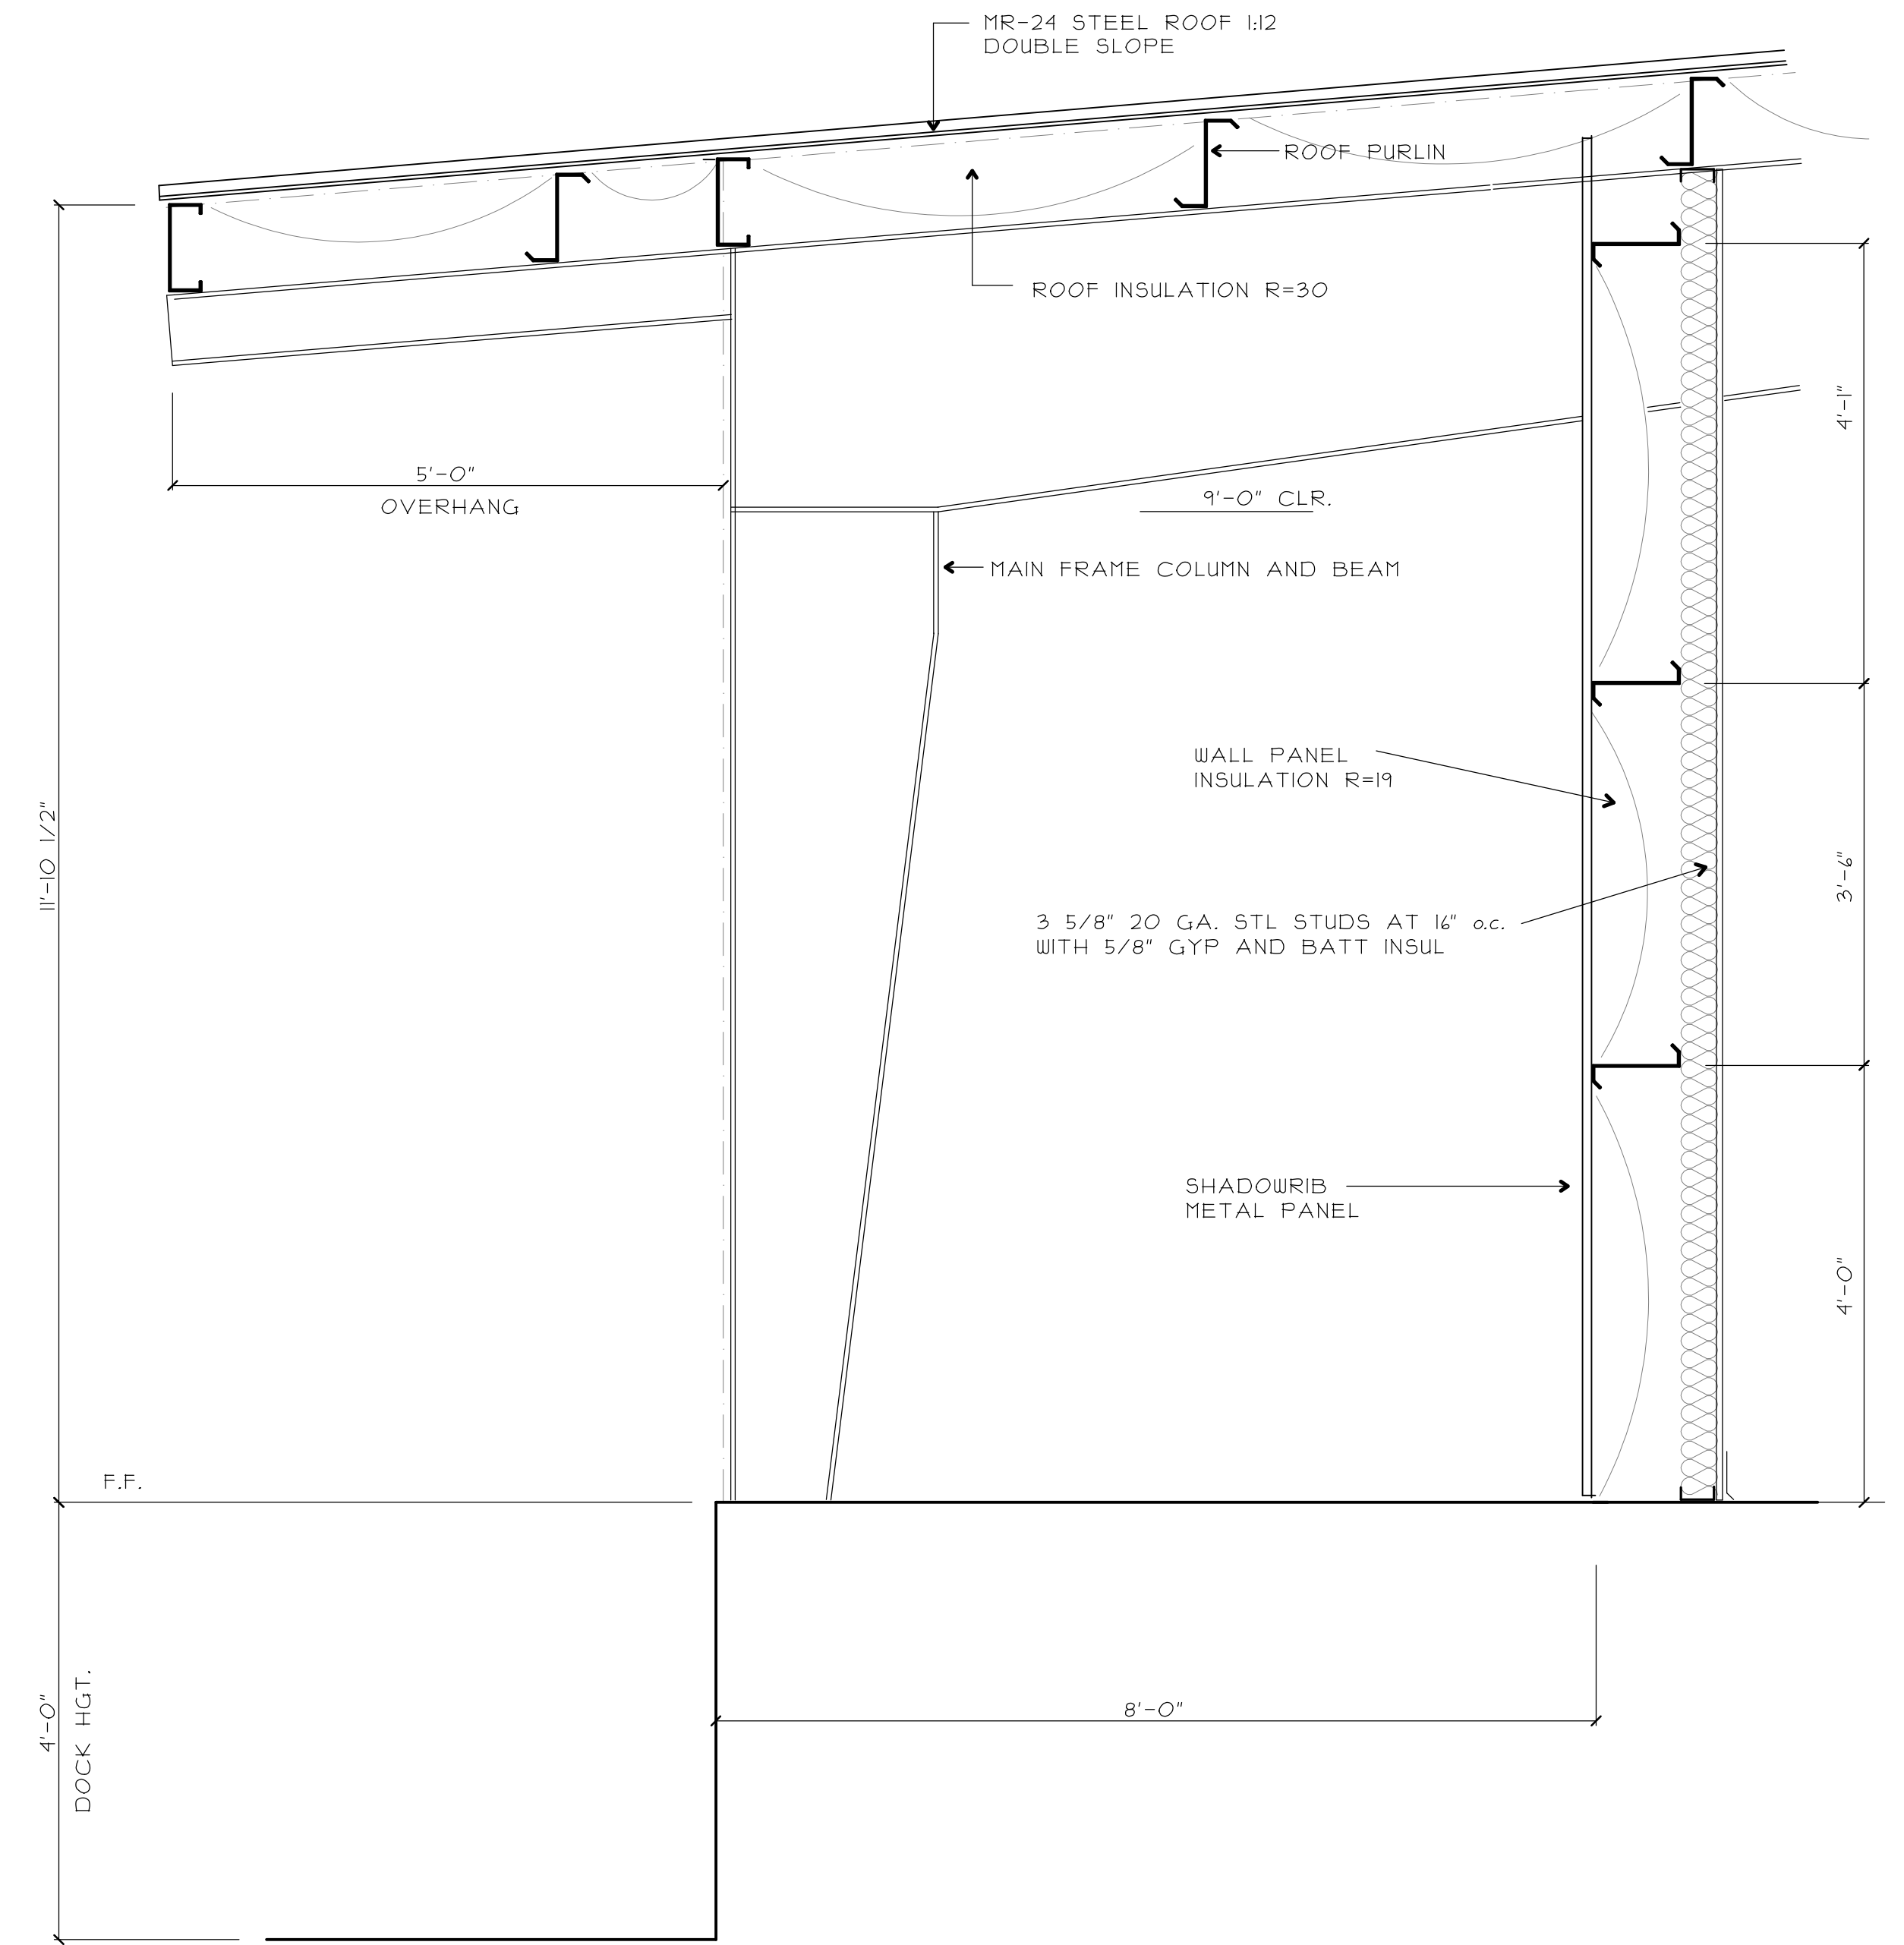 MR-24 STEEL ROOF 1:12
DOUBLE SLOPE
ROOF PURLIN
ROOF INSULATION R=30
4'-1"
5'-0"
OVERHANG
9'-0" CLR.
MAIN FRAME COLUMN AND BEAM
WALL PANEL
INSULATION R=19
11'-10 1/2"
3'-6"
3 5/8" 20 GA. STL STUDS AT 16" o.c.
WITH 5/8" GYP AND BATT INSUL
SHADOWRIB
METAL PANEL
4'-0"
F.F.
4'-0"
DOCK HGT.
8'-0"